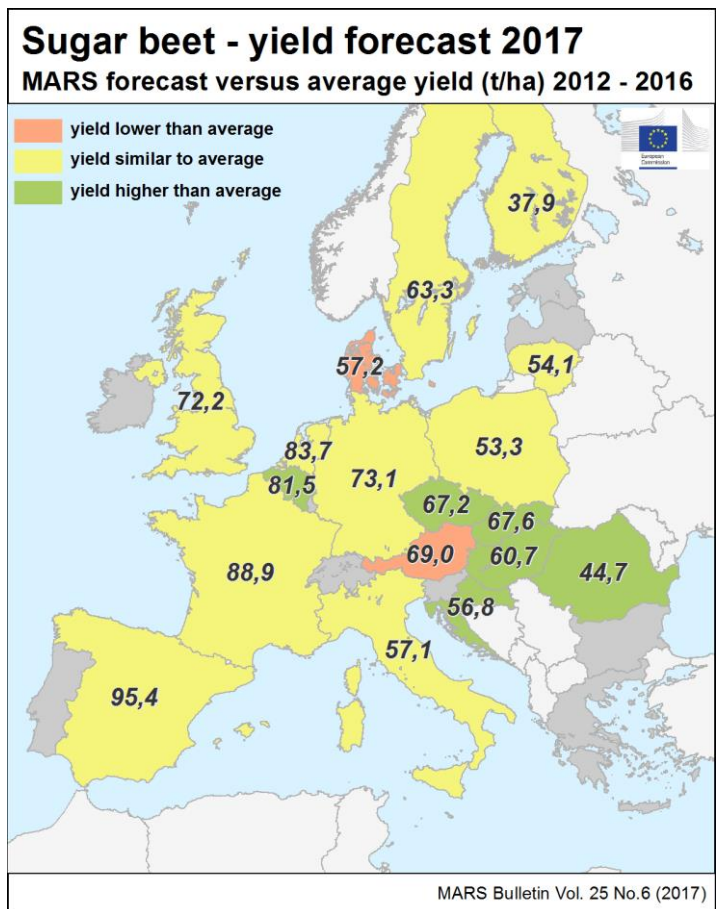 Sugar beet - yield forecast 2017
MARS forecast versus average yield (t/ha) 2012 - 2016
yield lower than average
yield similar to average
yield higher than average
European
Commission
37,9
63,3
54,1
57,2
72,2
83,7
53,3
73,1
81,5
67,2
67,6
69,0
60,7
88,9
44,7
56,8
57,1
95,4
MARS Bulletin Vol. 25 No.6 (2017)